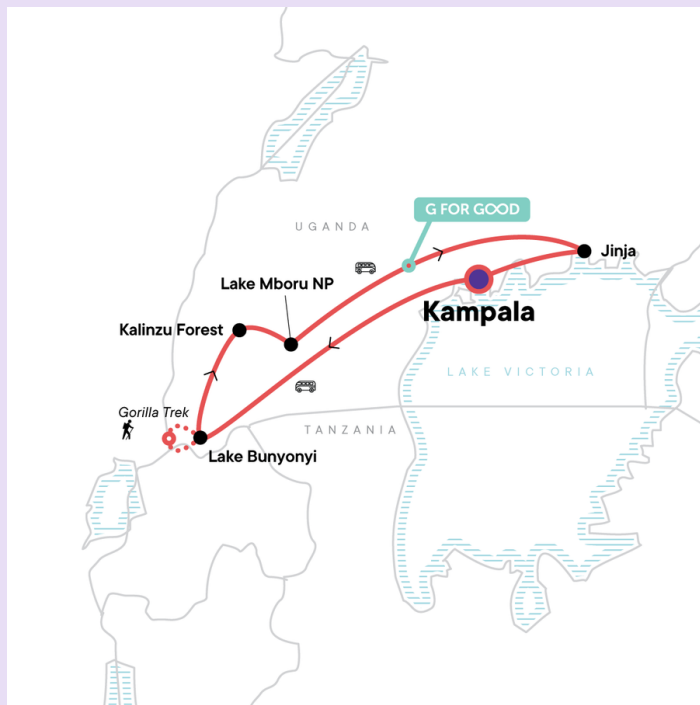 G FOR GOOD
UGANDA
Jinja
Lake Mboru NP
Kampala
Kalinzu Forest
LAKE VICTORIA
Gorilla Trek
TANZANIA
Lake Bunyonyi